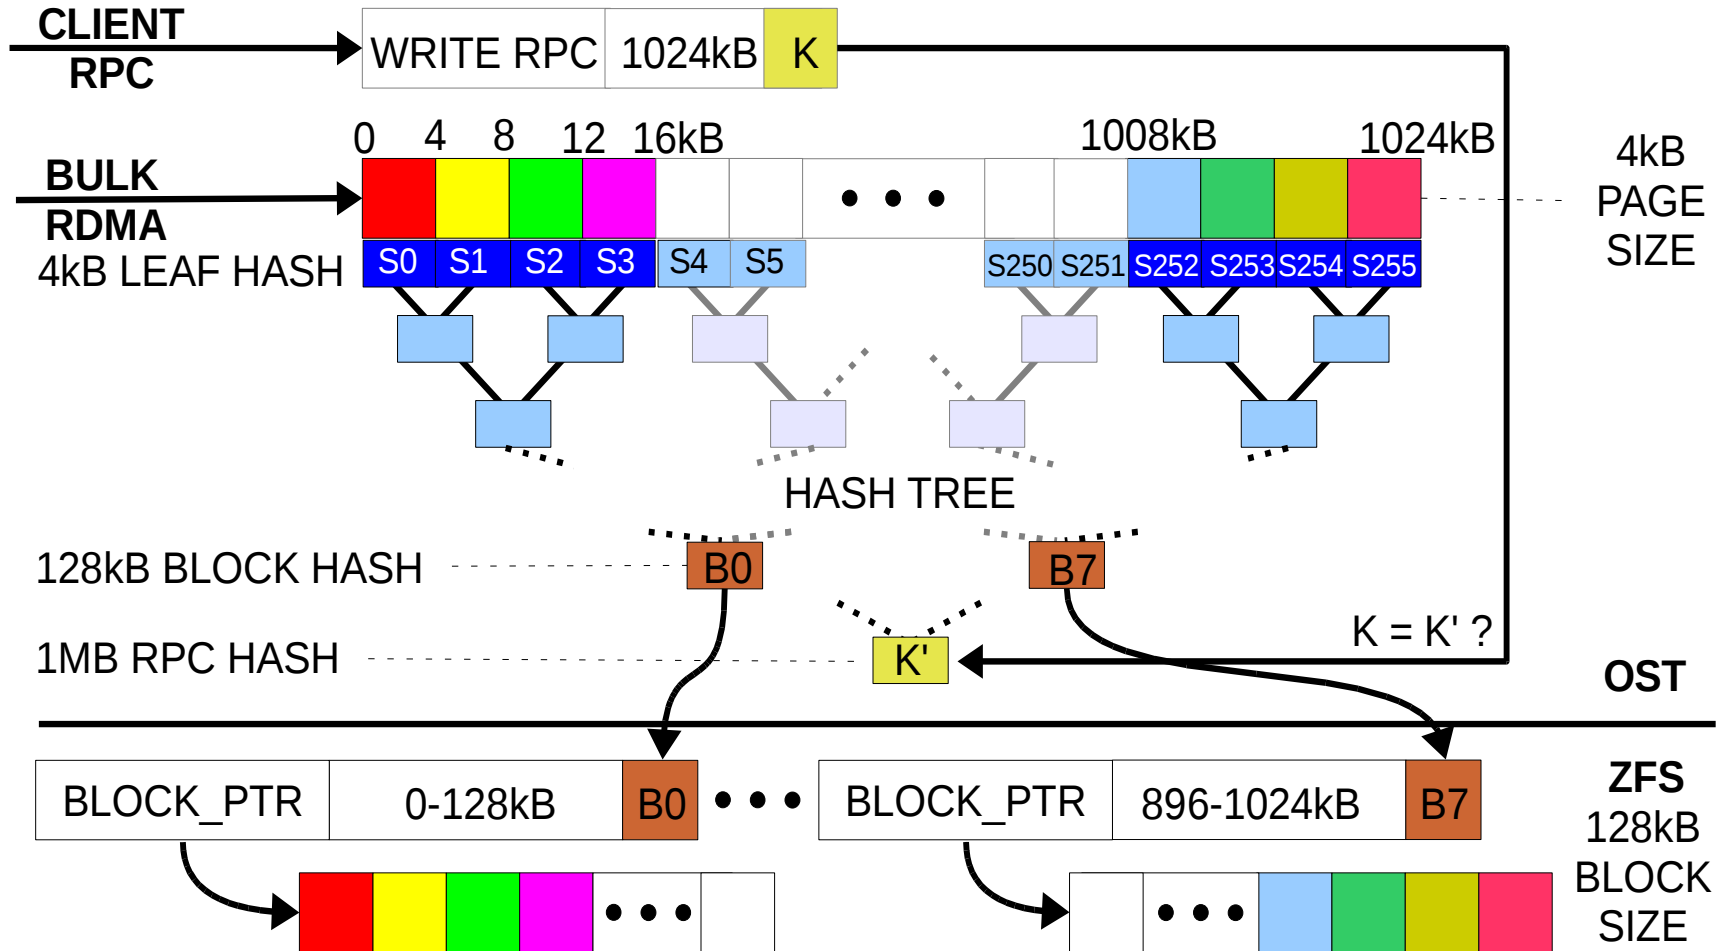 CLIENT
RPC
WRITE RPC 1024kB K
0 4 8 12 16kB 1008kB 1024kB
BULK
RDMA
4kB
PAGE
SIZE
4kB LEAF HASH
S0 S1 S2 S3 S4 S5 S250 S251 S252 S253 S254 S255
HASH TREE
128kB BLOCK HASH B0 B7
K = K' ?
1MB RPC HASH K'
OST
BLOCK_PTR 0-128kB B0 BLOCK_PTR 896-1024kB B7
ZFS
128kB
BLOCK
SIZE